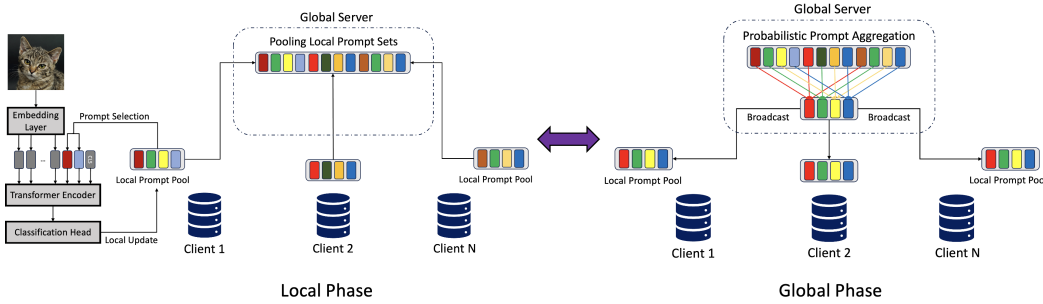 Global Server
Pooling Local Prompt Sets
Embedding
Layer
Prompt Selection
...
CLS
Local Prompt Pool
Transformer Encoder
Classification Head
Local Update
Local Prompt Pool
Client 1
Client 2
Client N
Local Phase
Global Server
Probabilistic Prompt Aggregation
Broadcast
Broadcast
Local Prompt Pool
Local Prompt Pool
Client 1
Client 2
Client N
Global Phase